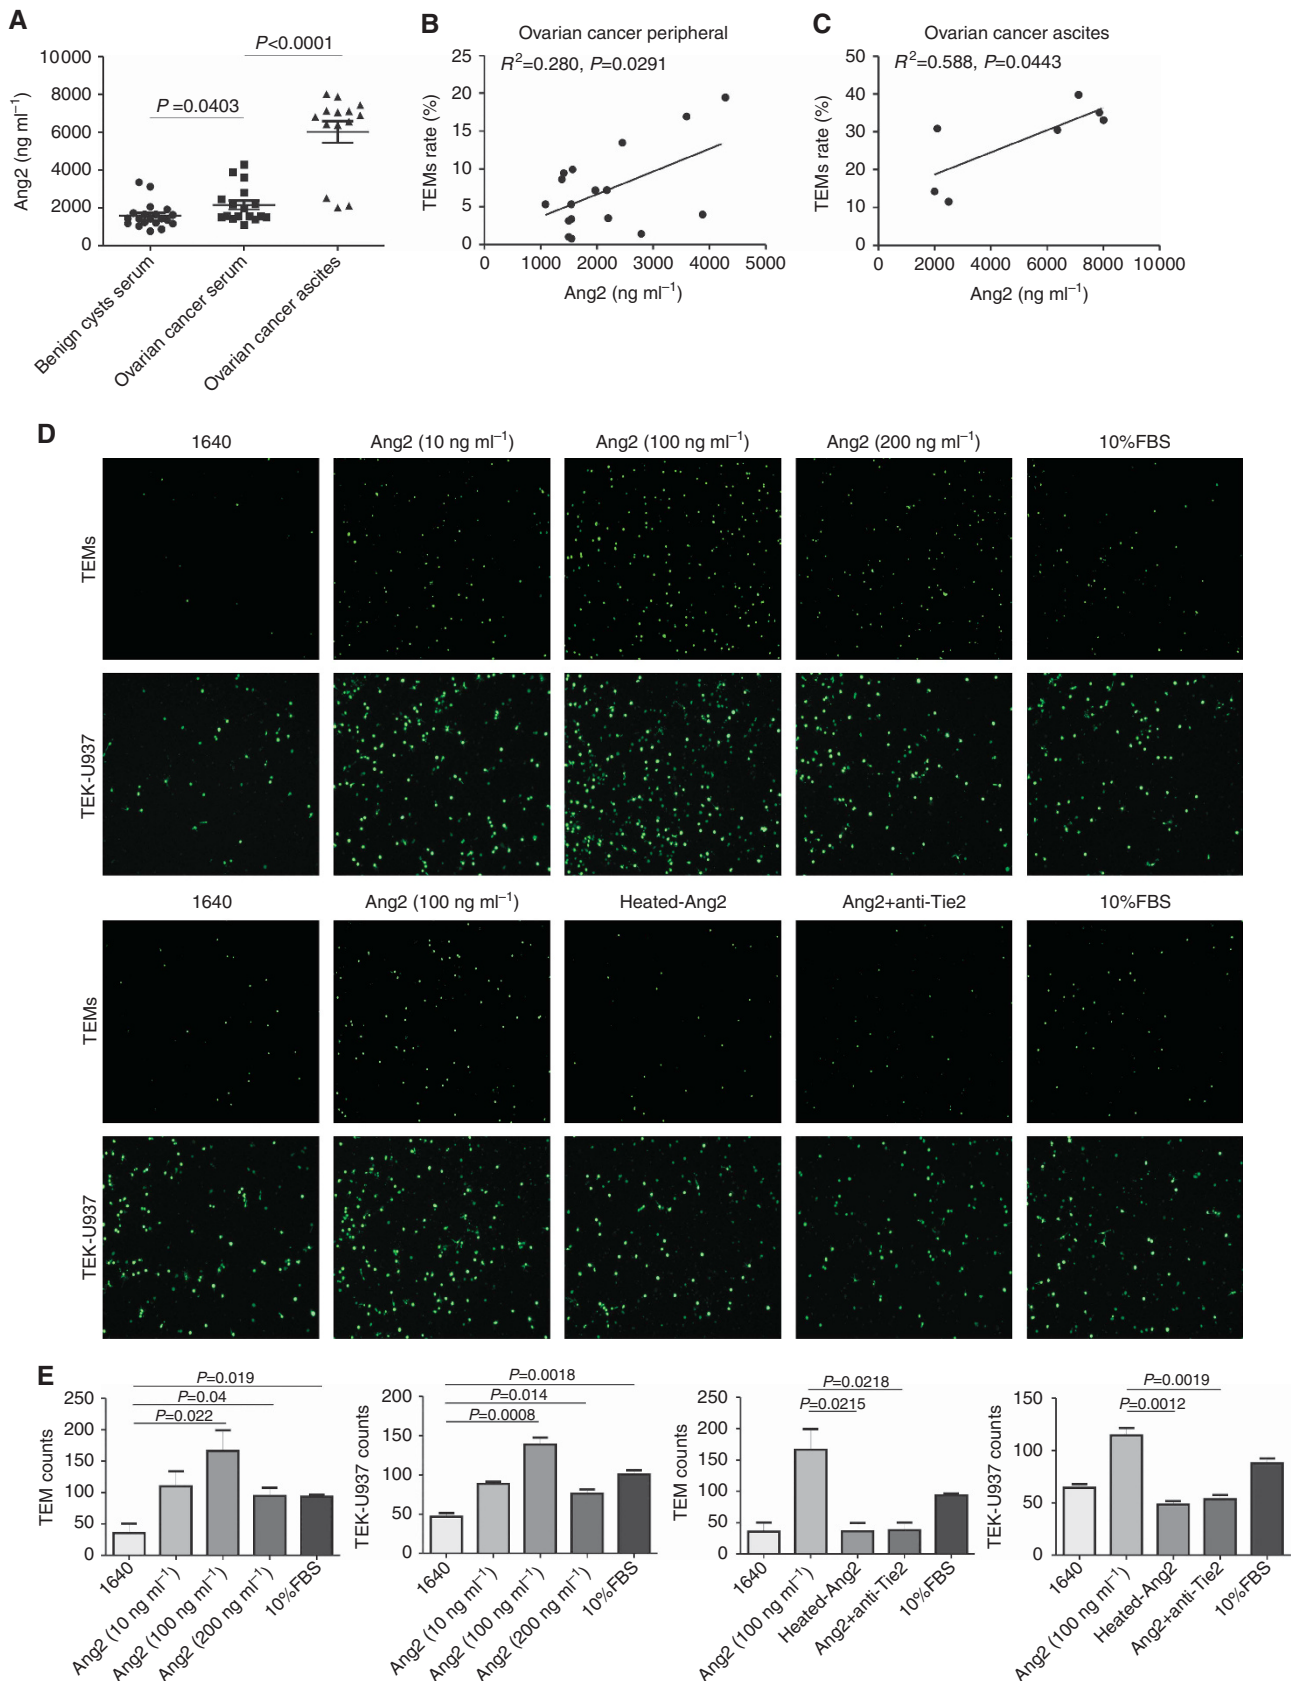 A
P<0.0001
P =0.0403
Ang2 (ng ml⁻¹)
10000
8000
6000
4000
2000
0
Benign cysts serum
Ovarian cancer serum
Ovarian cancer ascites
B
Ovarian cancer peripheral
R²=0.280, P=0.0291
TEMs rate (%)
25
20
15
10
5
0
0 1000 2000 3000 4000 5000
Ang2 (ng ml⁻¹)
C
Ovarian cancer ascites
R²=0.588, P=0.0443
TEMs rate (%)
50
40
30
20
10
0
0 2000 4000 6000 8000 10000
Ang2 (ng ml⁻¹)
D
1640 Ang2 (10 ng ml⁻¹) Ang2 (100 ng ml⁻¹) Ang2 (200 ng ml⁻¹) 10%FBS
TEMs
TEK-U937
1640 Ang2 (100 ng ml⁻¹) Heated-Ang2 Ang2+anti-Tie2 10%FBS
TEMs
TEK-U937
E
P=0.019
P=0.04
P=0.022
TEM counts
250
200
150
100
50
0
1640
Ang2 (10 ng ml⁻¹)
Ang2 (100 ng ml⁻¹)
Ang2 (200 ng ml⁻¹)
10%FBS
P=0.0018
P=0.014
P=0.0008
TEK-U937 counts
200
150
100
50
0
1640
Ang2 (10 ng ml⁻¹)
Ang2 (100 ng ml⁻¹)
Ang2 (200 ng ml⁻¹)
10%FBS
P=0.0218
P=0.0215
TEM counts
250
200
150
100
50
0
1640
Ang2 (100 ng ml⁻¹)
Heated-Ang2
Ang2+anti-Tie2
10%FBS
P=0.0019
P=0.0012
TEK-U937 counts
150
100
50
0
1640
Ang2 (100 ng ml⁻¹)
Heated-Ang2
Ang2+anti-Tie2
10%FBS